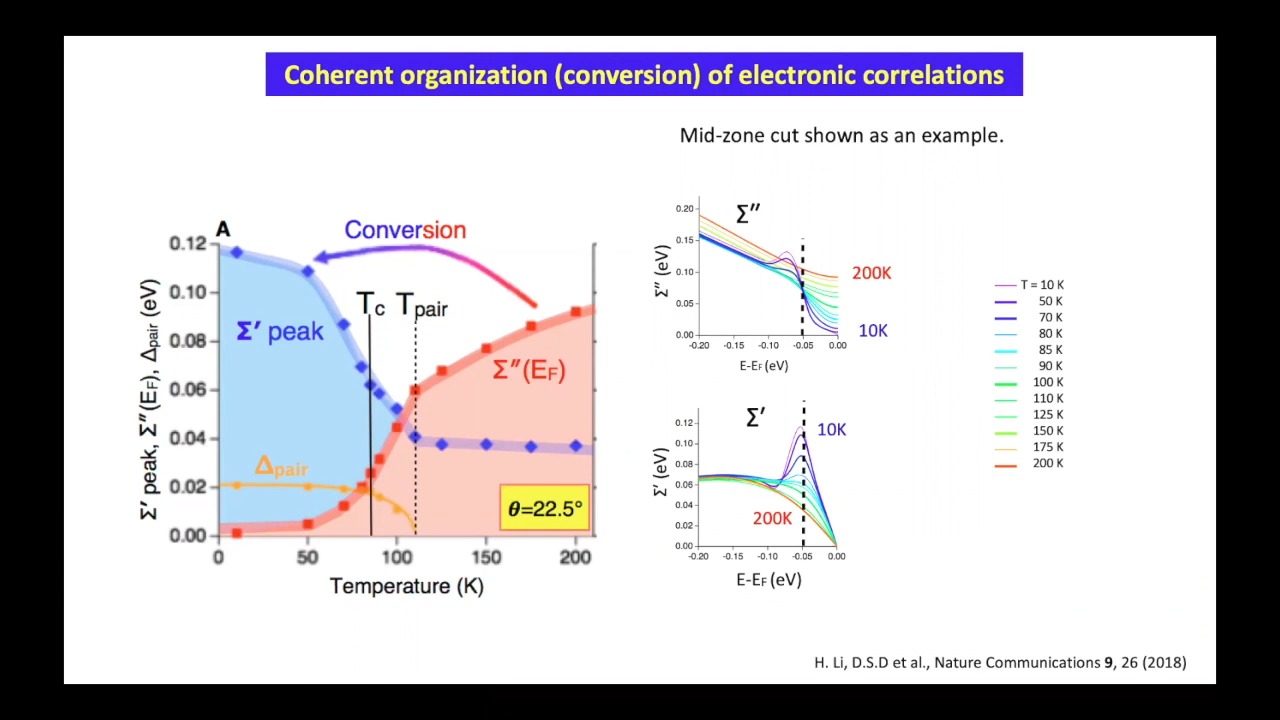 Coherent organization (conversion) of electronic correlations
Mid-zone cut shown as an example.
A
Conversion
Tc Tpair
Σ′ peak
Σ″(EF)
Δpair
θ=22.5°
Σ′ peak, Σ″(EF), Δpair (eV)
0.12
0.10
0.08
0.06
0.04
0.02
0.00
0 50 100 150 200
Temperature (K)
Σ″
Σ″ (eV)
0.20
0.15
0.10
0.05
0.00
200K
10K
-0.20 -0.15 -0.10 -0.05 0.00
E-EF (eV)
Σ′
Σ′ (eV)
0.12
0.10
0.08
0.06
0.04
0.02
0.00
10K
200K
-0.20 -0.15 -0.10 -0.05 0.00
E-EF (eV)
T = 10 K
50 K
70 K
80 K
85 K
90 K
100 K
110 K
125 K
150 K
175 K
200 K
H. Li, D.S.D et al., Nature Communications 9, 26 (2018)